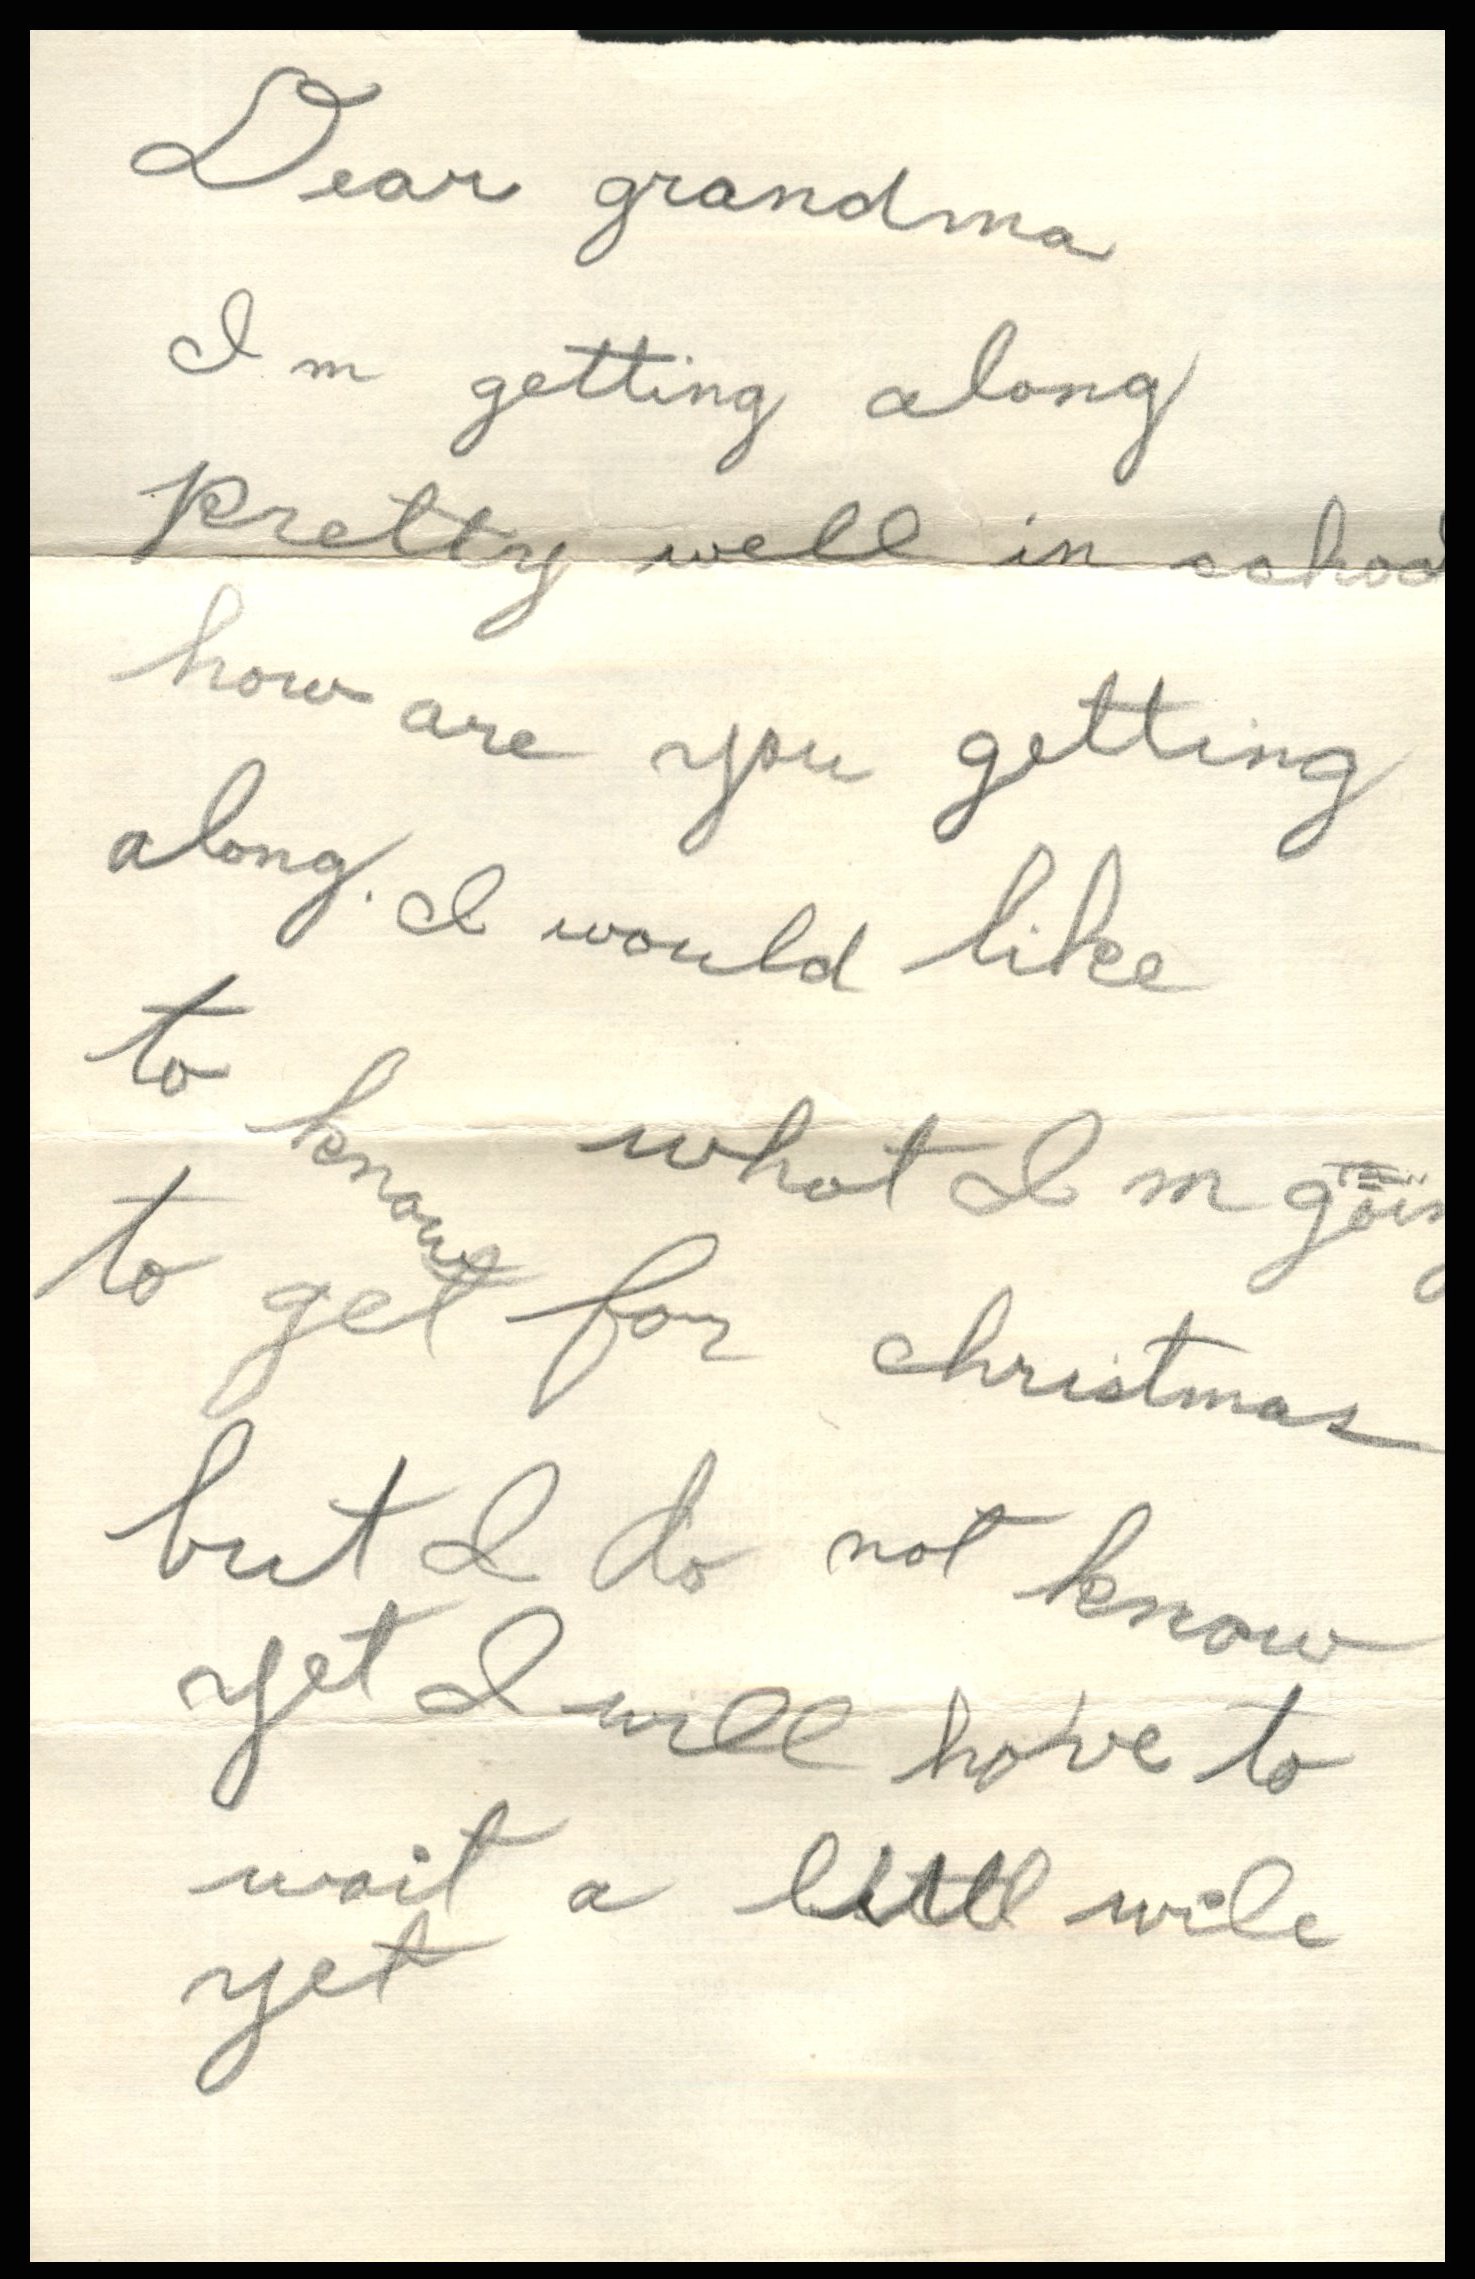 Dear grandma
I m getting along
pretty well in school
how are you getting
along. I would like
to know what I m going
to get for christmas
but I do not know
yet I will have to
wait a little wile
yet